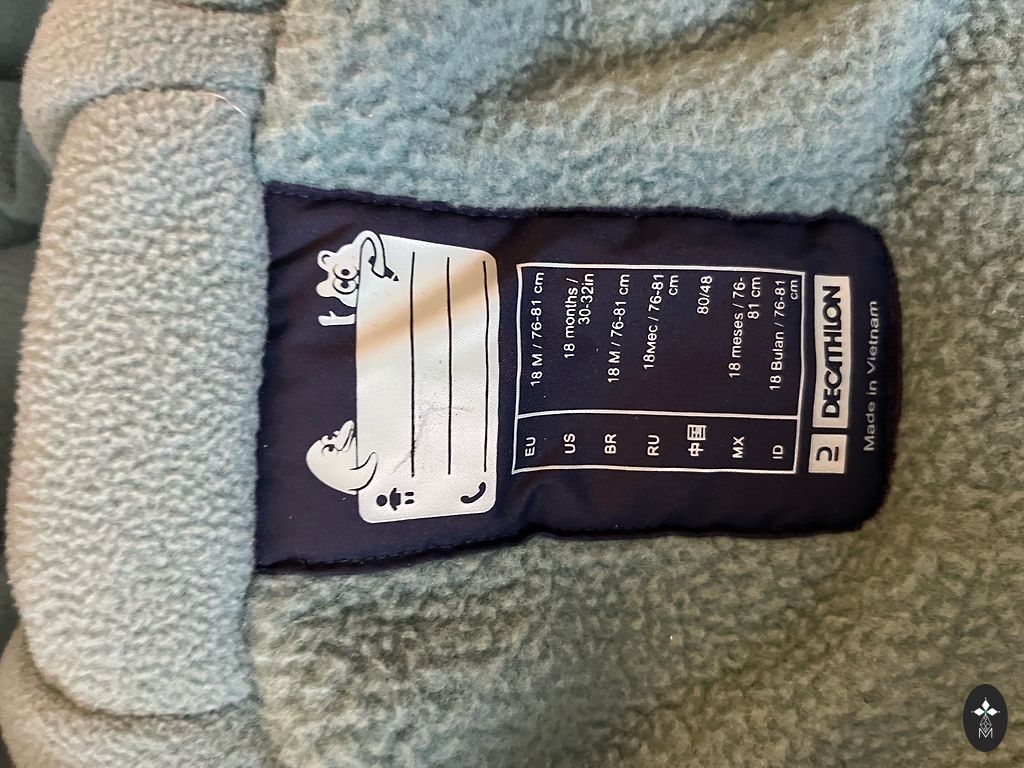 EU 18 M / 76-81 cm
US 18 months /
30-32in
BR 18 M / 76-81 cm
RU 18мес / 76-81
cm
中国 80/48
MX 18 meses / 76-
81 cm
ID 18 Bulan / 76-81
cm
DECATHLON
Made in Vietnam
M